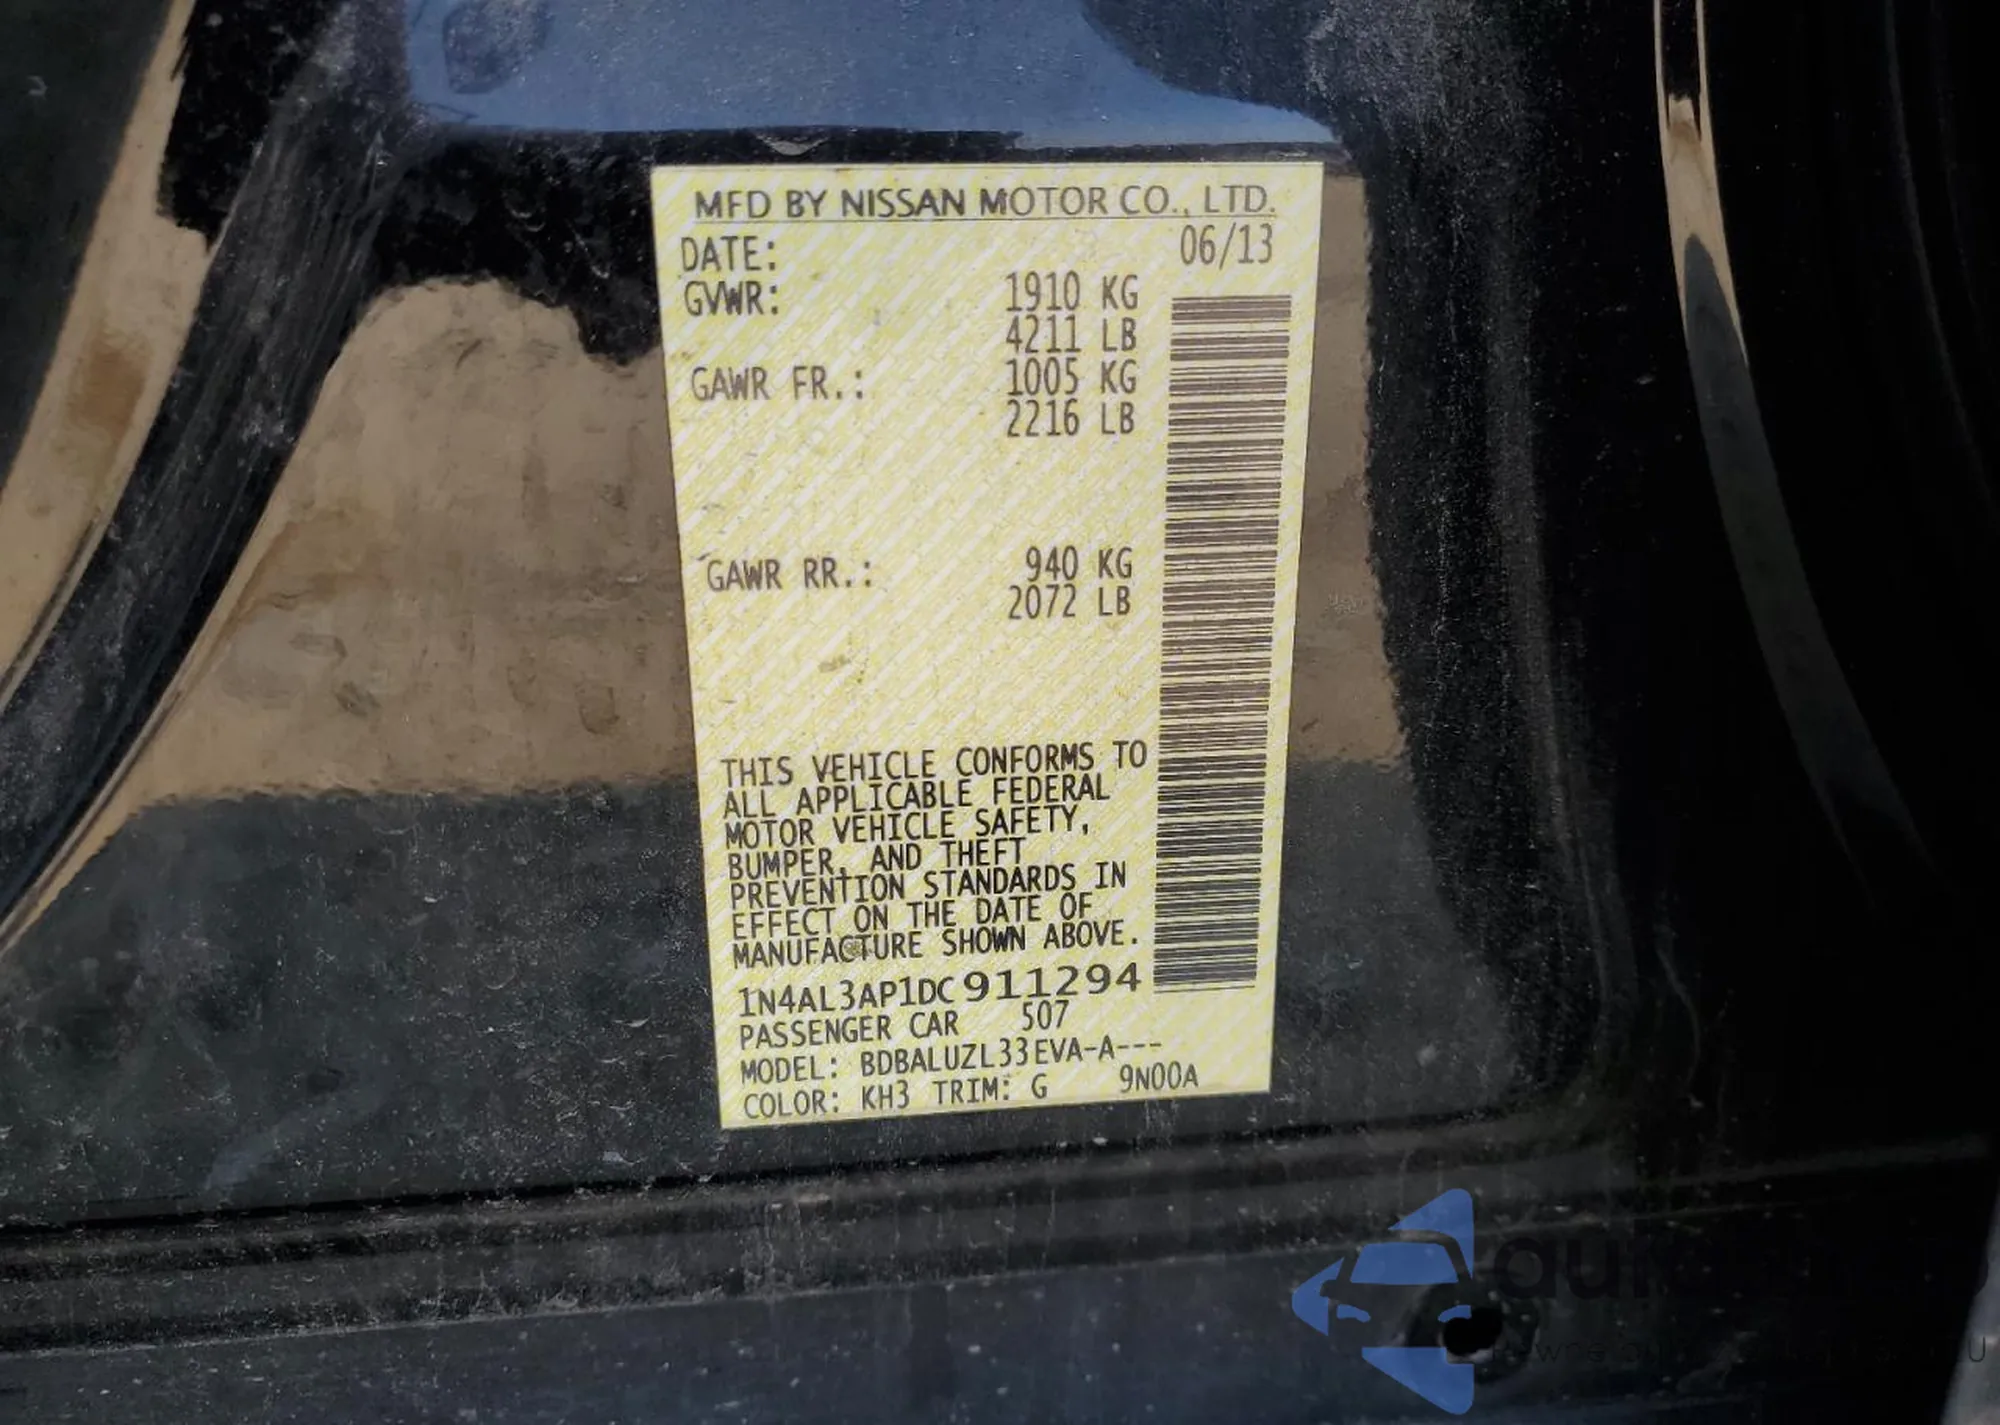 MFD BY NISSAN MOTOR CO., LTD.
DATE: 06/13
GVWR: 1910 KG
4211 LB
GAWR FR.: 1005 KG
2216 LB
GAWR RR.: 940 KG
2072 LB
THIS VEHICLE CONFORMS TO
ALL APPLICABLE FEDERAL
MOTOR VEHICLE SAFETY,
BUMPER, AND THEFT
PREVENTION STANDARDS IN
EFFECT ON THE DATE OF
MANUFACTURE SHOWN ABOVE.
1N4AL3AP1DC911294
PASSENGER CAR 507
MODEL: BDBALUZL33EVA-A---
COLOR: KH3 TRIM: G 9N00A